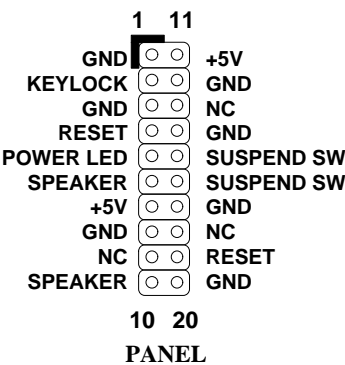 1 11
GND +5V
KEYLOCK GND
GND NC
RESET GND
POWER LED SUSPEND SW
SPEAKER SUSPEND SW
+5V GND
GND NC
NC RESET
SPEAKER GND
10 20
PANEL